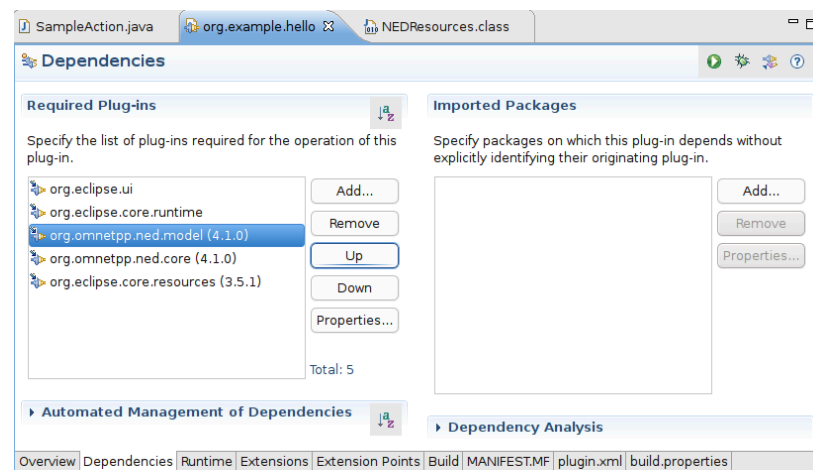 SampleAction.java
org.example.hello
NEDResources.class
Dependencies
Required Plug-ins
Specify the list of plug-ins required for the operation of this
plug-in.
org.eclipse.ui
org.eclipse.core.runtime
org.omnetpp.ned.model (4.1.0)
org.omnetpp.ned.core (4.1.0)
org.eclipse.core.resources (3.5.1)
Add...
Remove
Up
Down
Properties...
Total: 5
Automated Management of Dependencies
Imported Packages
Specify packages on which this plug-in depends without
explicitly identifying their originating plug-in.
Add...
Remove
Properties...
Dependency Analysis
Overview Dependencies Runtime Extensions Extension Points Build MANIFEST.MF plugin.xml build.properties